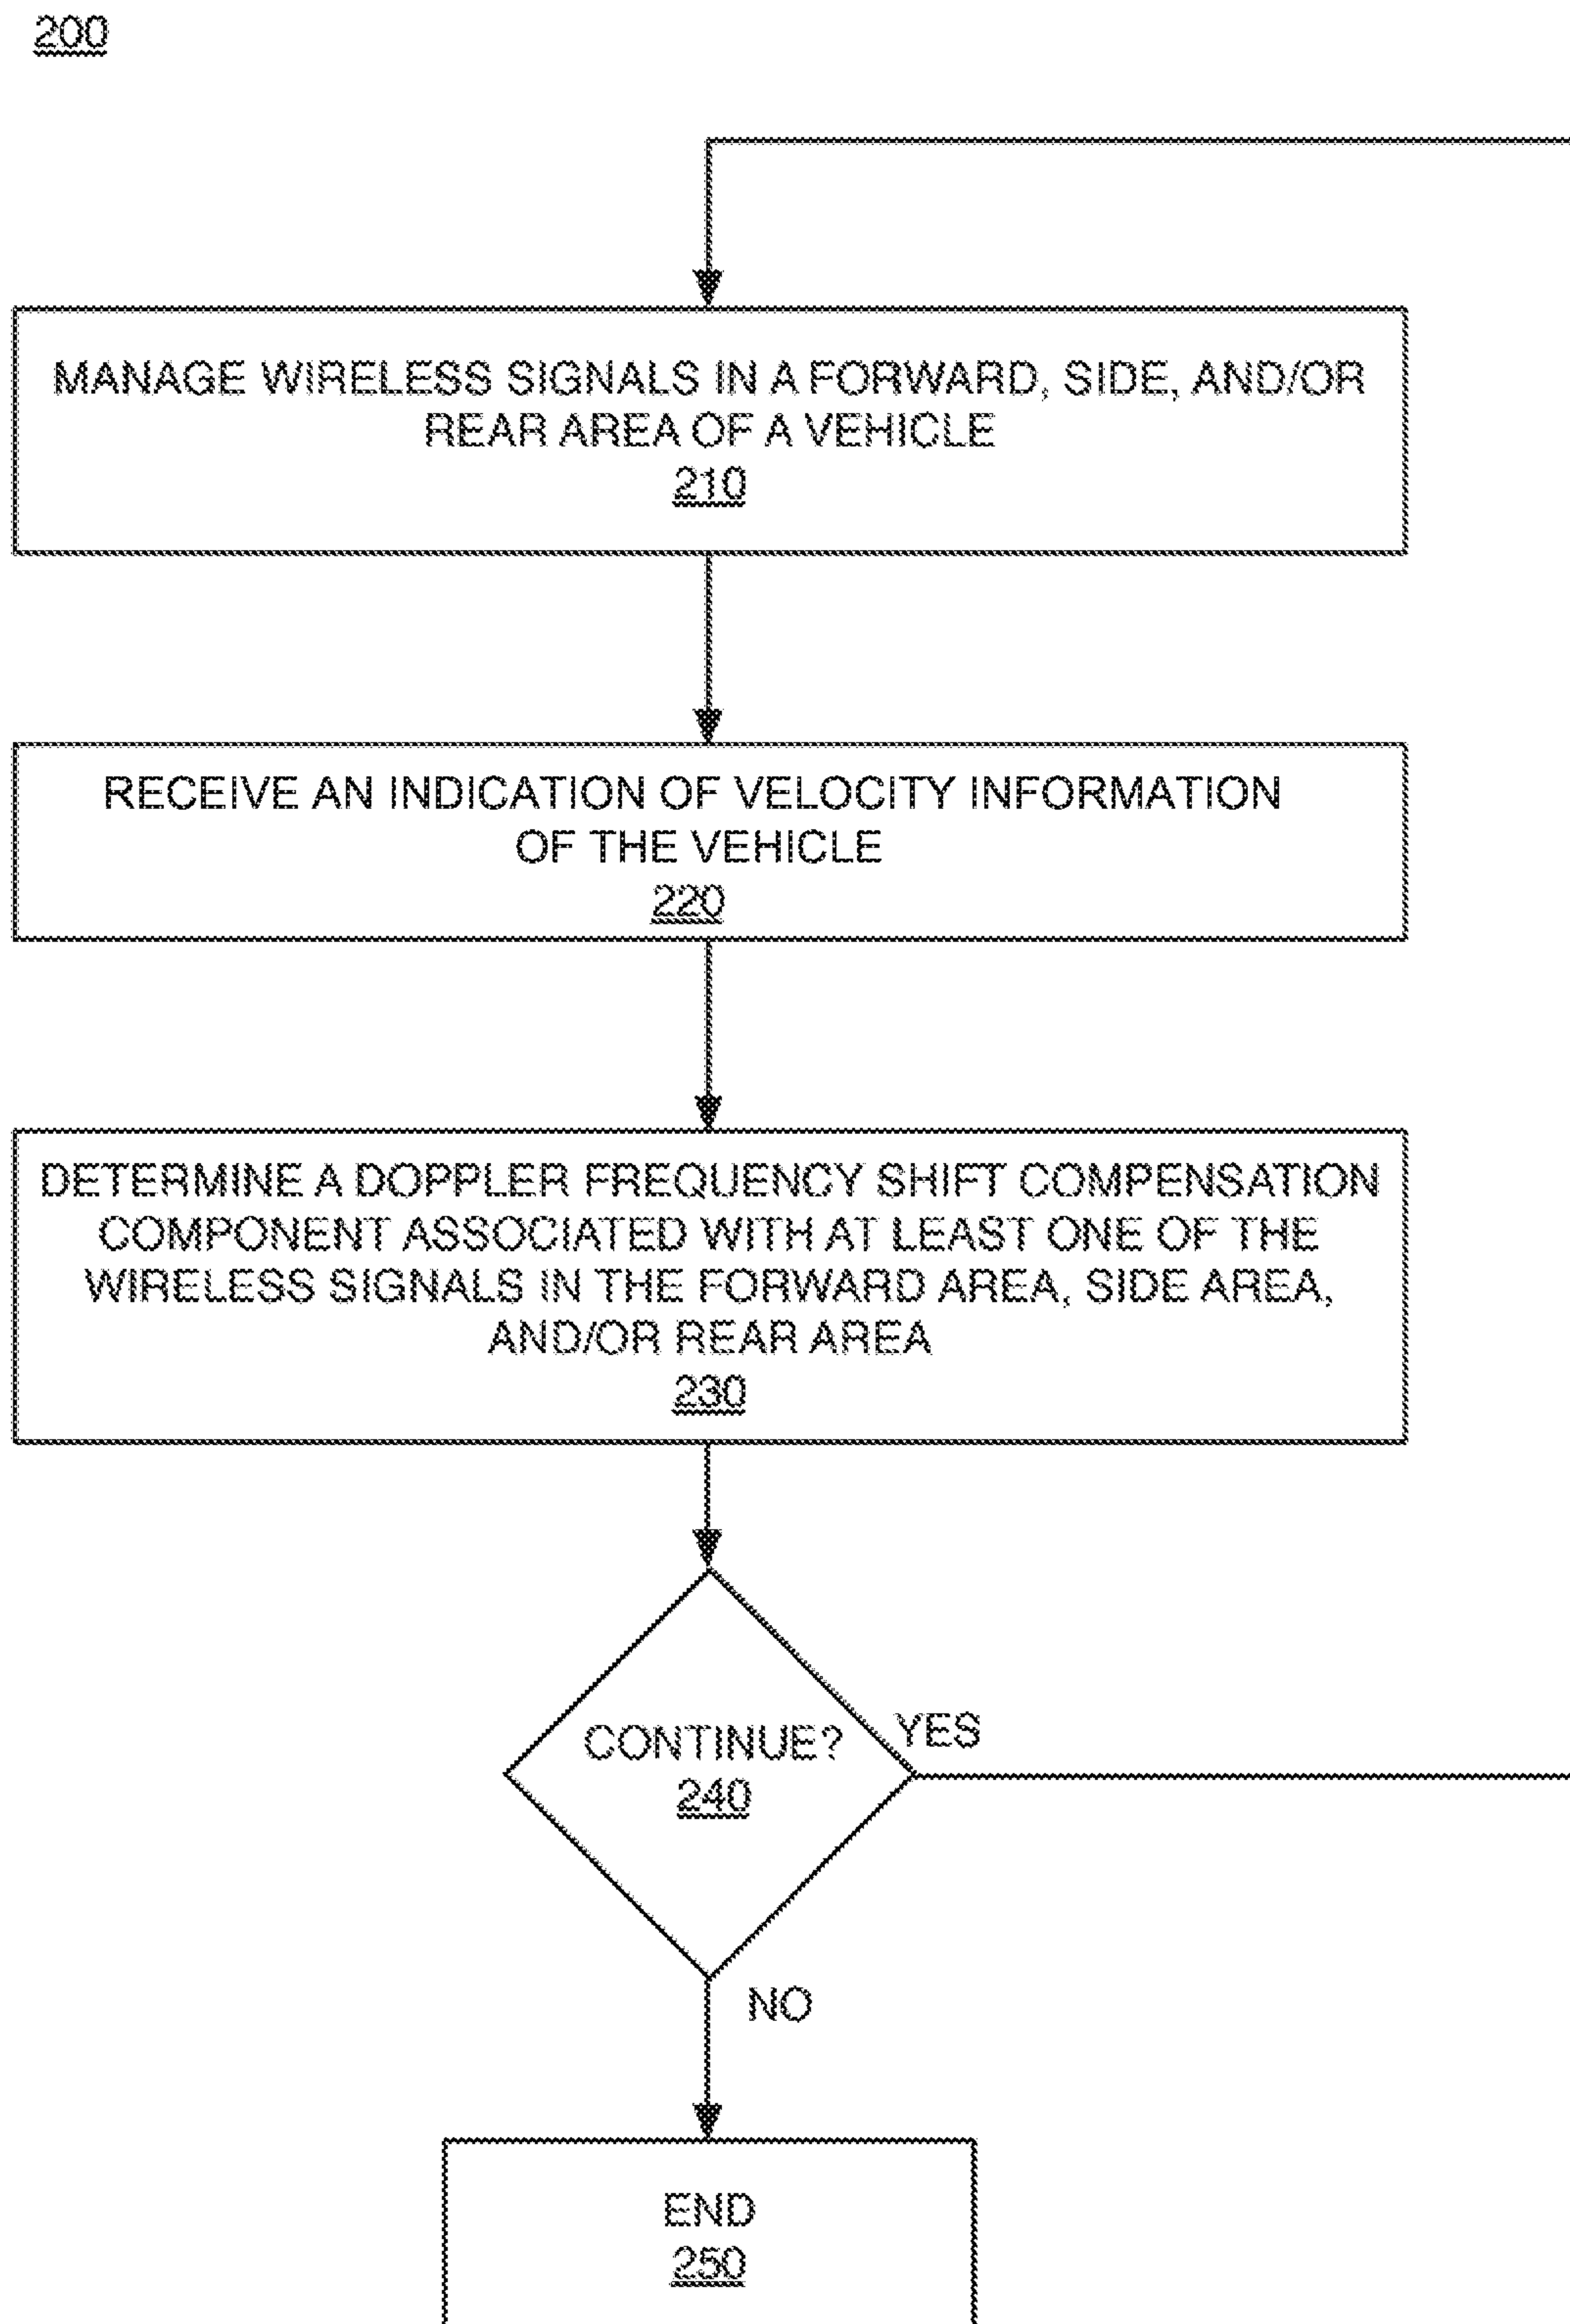 200
MANAGE WIRELESS SIGNALS IN A FORWARD, SIDE, AND/OR
REAR AREA OF A VEHICLE
210
RECEIVE AN INDICATION OF VELOCITY INFORMATION
OF THE VEHICLE
220
DETERMINE A DOPPLER FREQUENCY SHIFT COMPENSATION
COMPONENT ASSOCIATED WITH AT LEAST ONE OF THE
WIRELESS SIGNALS IN THE FORWARD AREA, SIDE AREA,
AND/OR REAR AREA
230
CONTINUE?
240
YES
NO
END
250